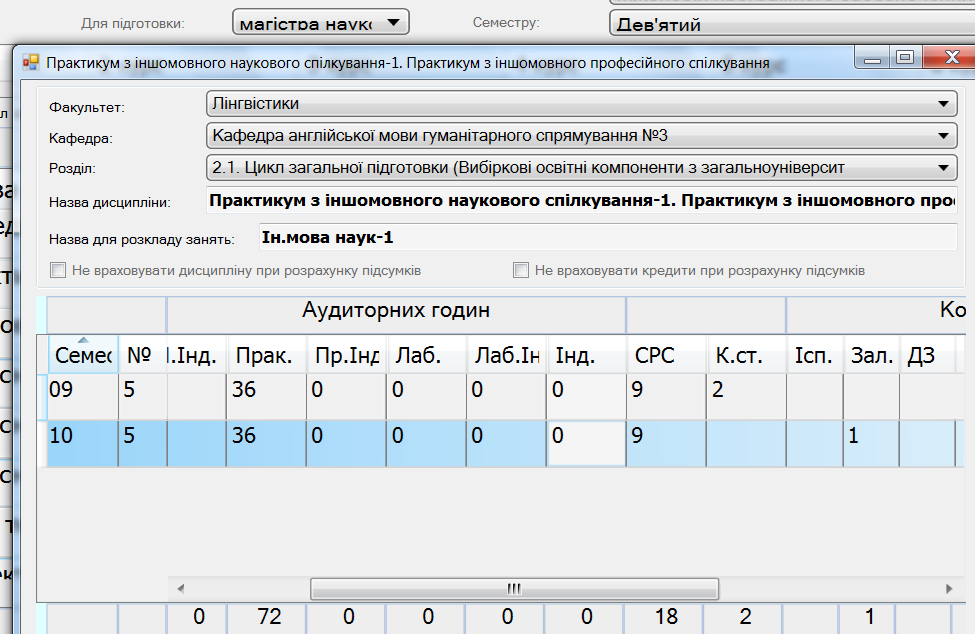 Для підготовки: магістра наукс Семестру: Дев'ятий
Практикум з іншомовного наукового спілкування-1. Практикум з іншомовного професійного спілкування
Факультет: Лінгвістики
Кафедра: Кафедра англійської мови гуманітарного спрямування №3
Розділ: 2.1. Цикл загальної підготовки (Вибіркові освітні компоненти з загальноуніверсит
Назва дисципліни: Практикум з іншомовного наукового спілкування-1. Практикум з іншомовного про
Назва для розкладу занять: Ін.мова наук-1
Не враховувати дисципліну при розрахунку підсумків Не враховувати кредити при розрахунку підсумків
Аудиторних годин Ко
Семес № І.Інд. Прак. Пр.Інд Лаб. Лаб.Ін Інд. СРС К.ст. Ісп. Зал. ДЗ
09 5 36 0 0 0 0 9 2
10 5 36 0 0 0 0 9 1
0 72 0 0 0 0 18 2 1